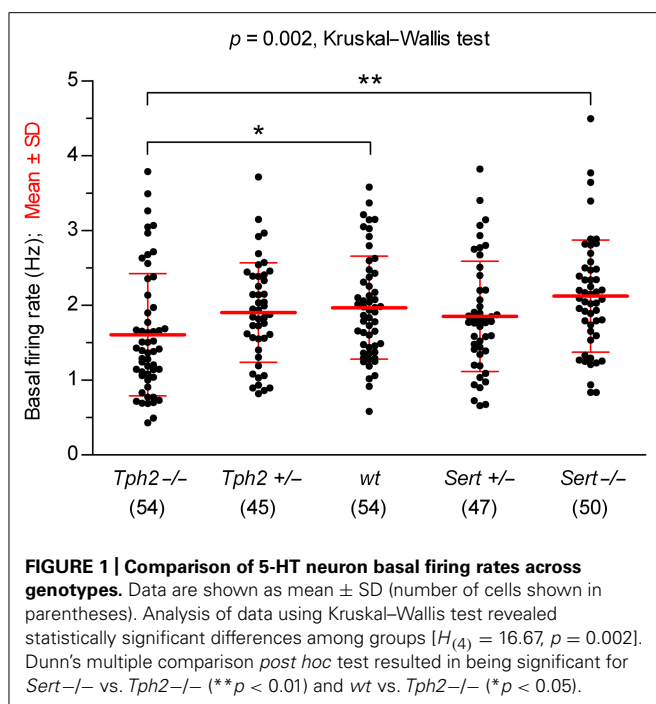 p = 0.002, Kruskal–Wallis test
**
*
5
4
3
2
1
0
Basal firing rate (Hz); Mean ± SD
Tph2 –/– Tph2 +/– wt Sert +/– Sert –/–
(54) (45) (54) (47) (50)
FIGURE 1 | Comparison of 5-HT neuron basal firing rates across
genotypes. Data are shown as mean ± SD (number of cells shown in
parentheses). Analysis of data using Kruskal–Wallis test revealed
statistically significant differences among groups [H(4) = 16.67, p = 0.002].
Dunn's multiple comparison post hoc test resulted in being significant for
Sert–/– vs. Tph2–/– (**p < 0.01) and wt vs. Tph2–/– (*p < 0.05).